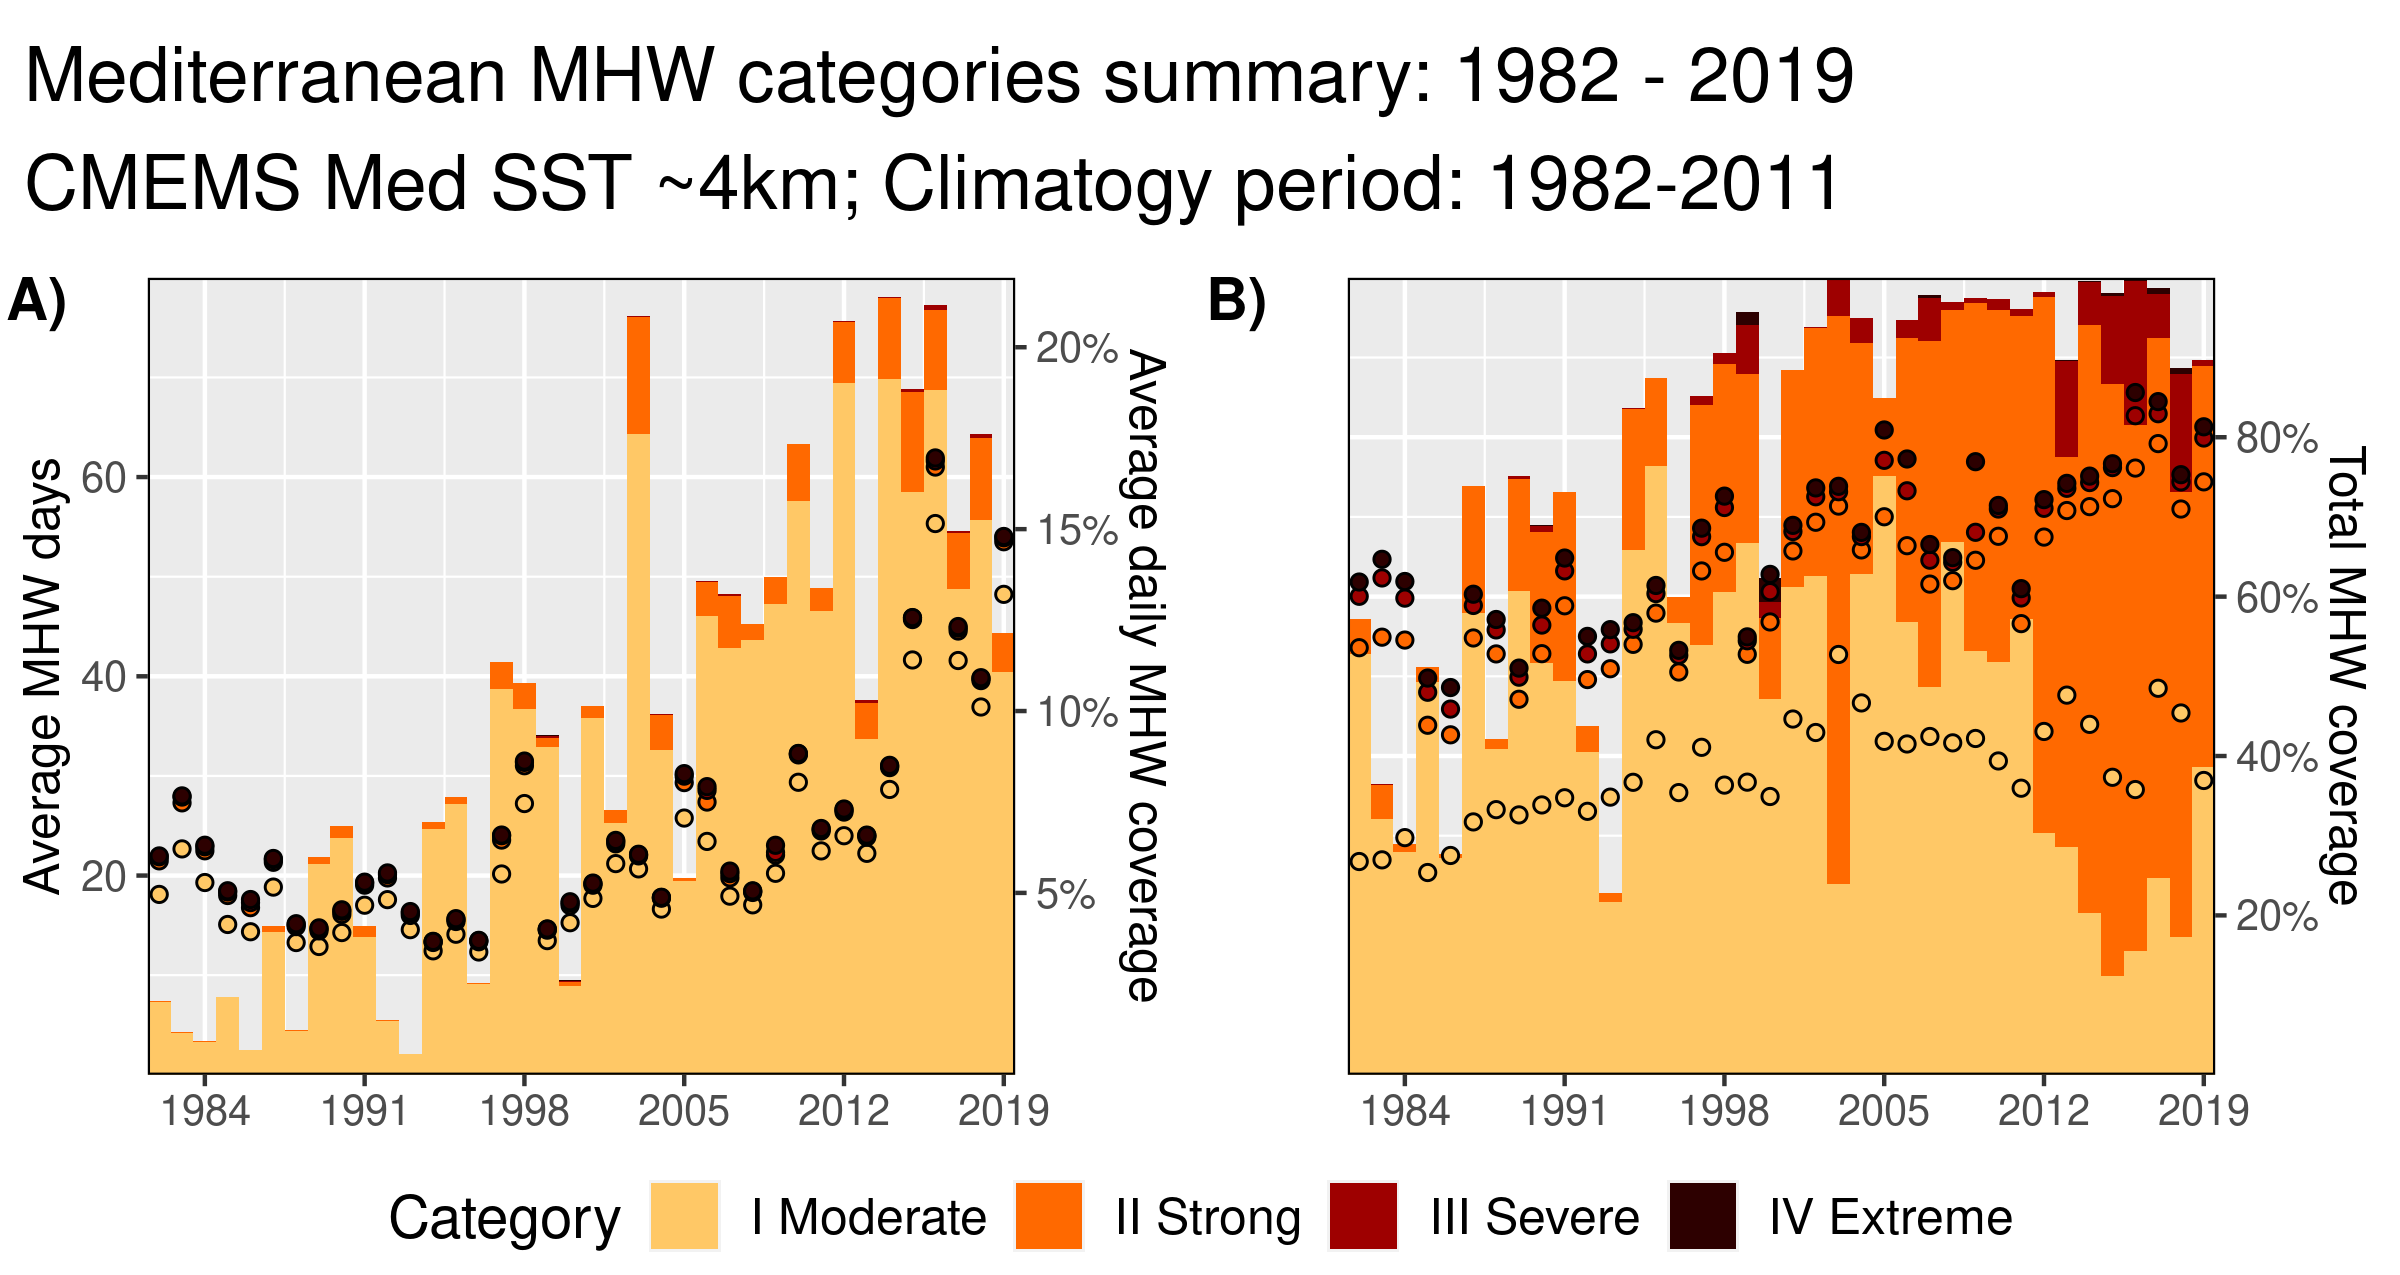 Mediterranean MHW categories summary: 1982 - 2019
CMEMS Med SST ~4km; Climatogy period: 1982-2011
A)
Average MHW days
60
40
20
20%
15%
10%
5%
Average daily MHW coverage
1984 1991 1998 2005 2012 2019
B)
80%
60%
40%
20%
Total MHW coverage
1984 1991 1998 2005 2012 2019
Category I Moderate II Strong III Severe IV Extreme